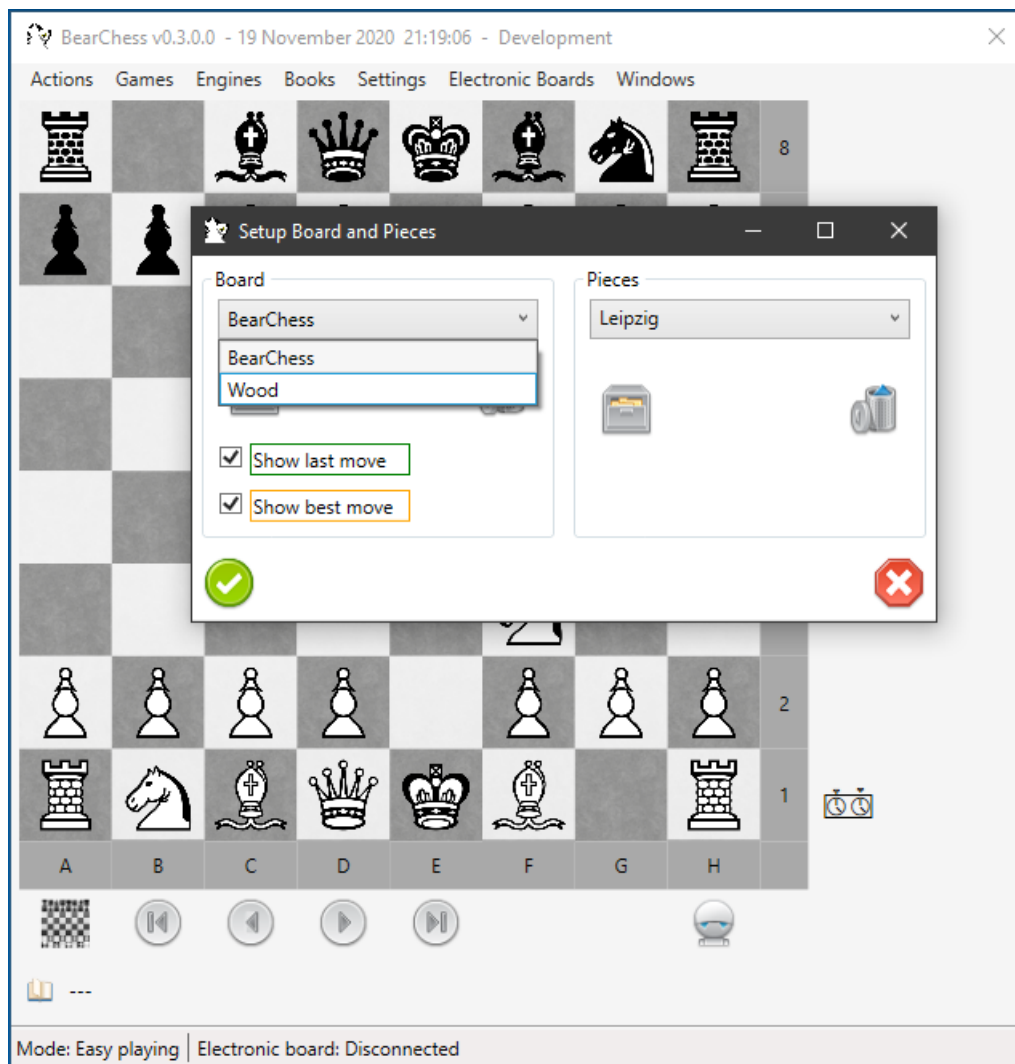 BearChess v0.3.0.0 - 19 November 2020 21:19:06 - Development
Actions Games Engines Books Settings Electronic Boards Windows
8
Setup Board and Pieces
Board
Pieces
BearChess
Leipzig
BearChess
Wood
Show last move
Show best move
2
1
A B C D E F G H
---
Mode: Easy playing Electronic board: Disconnected